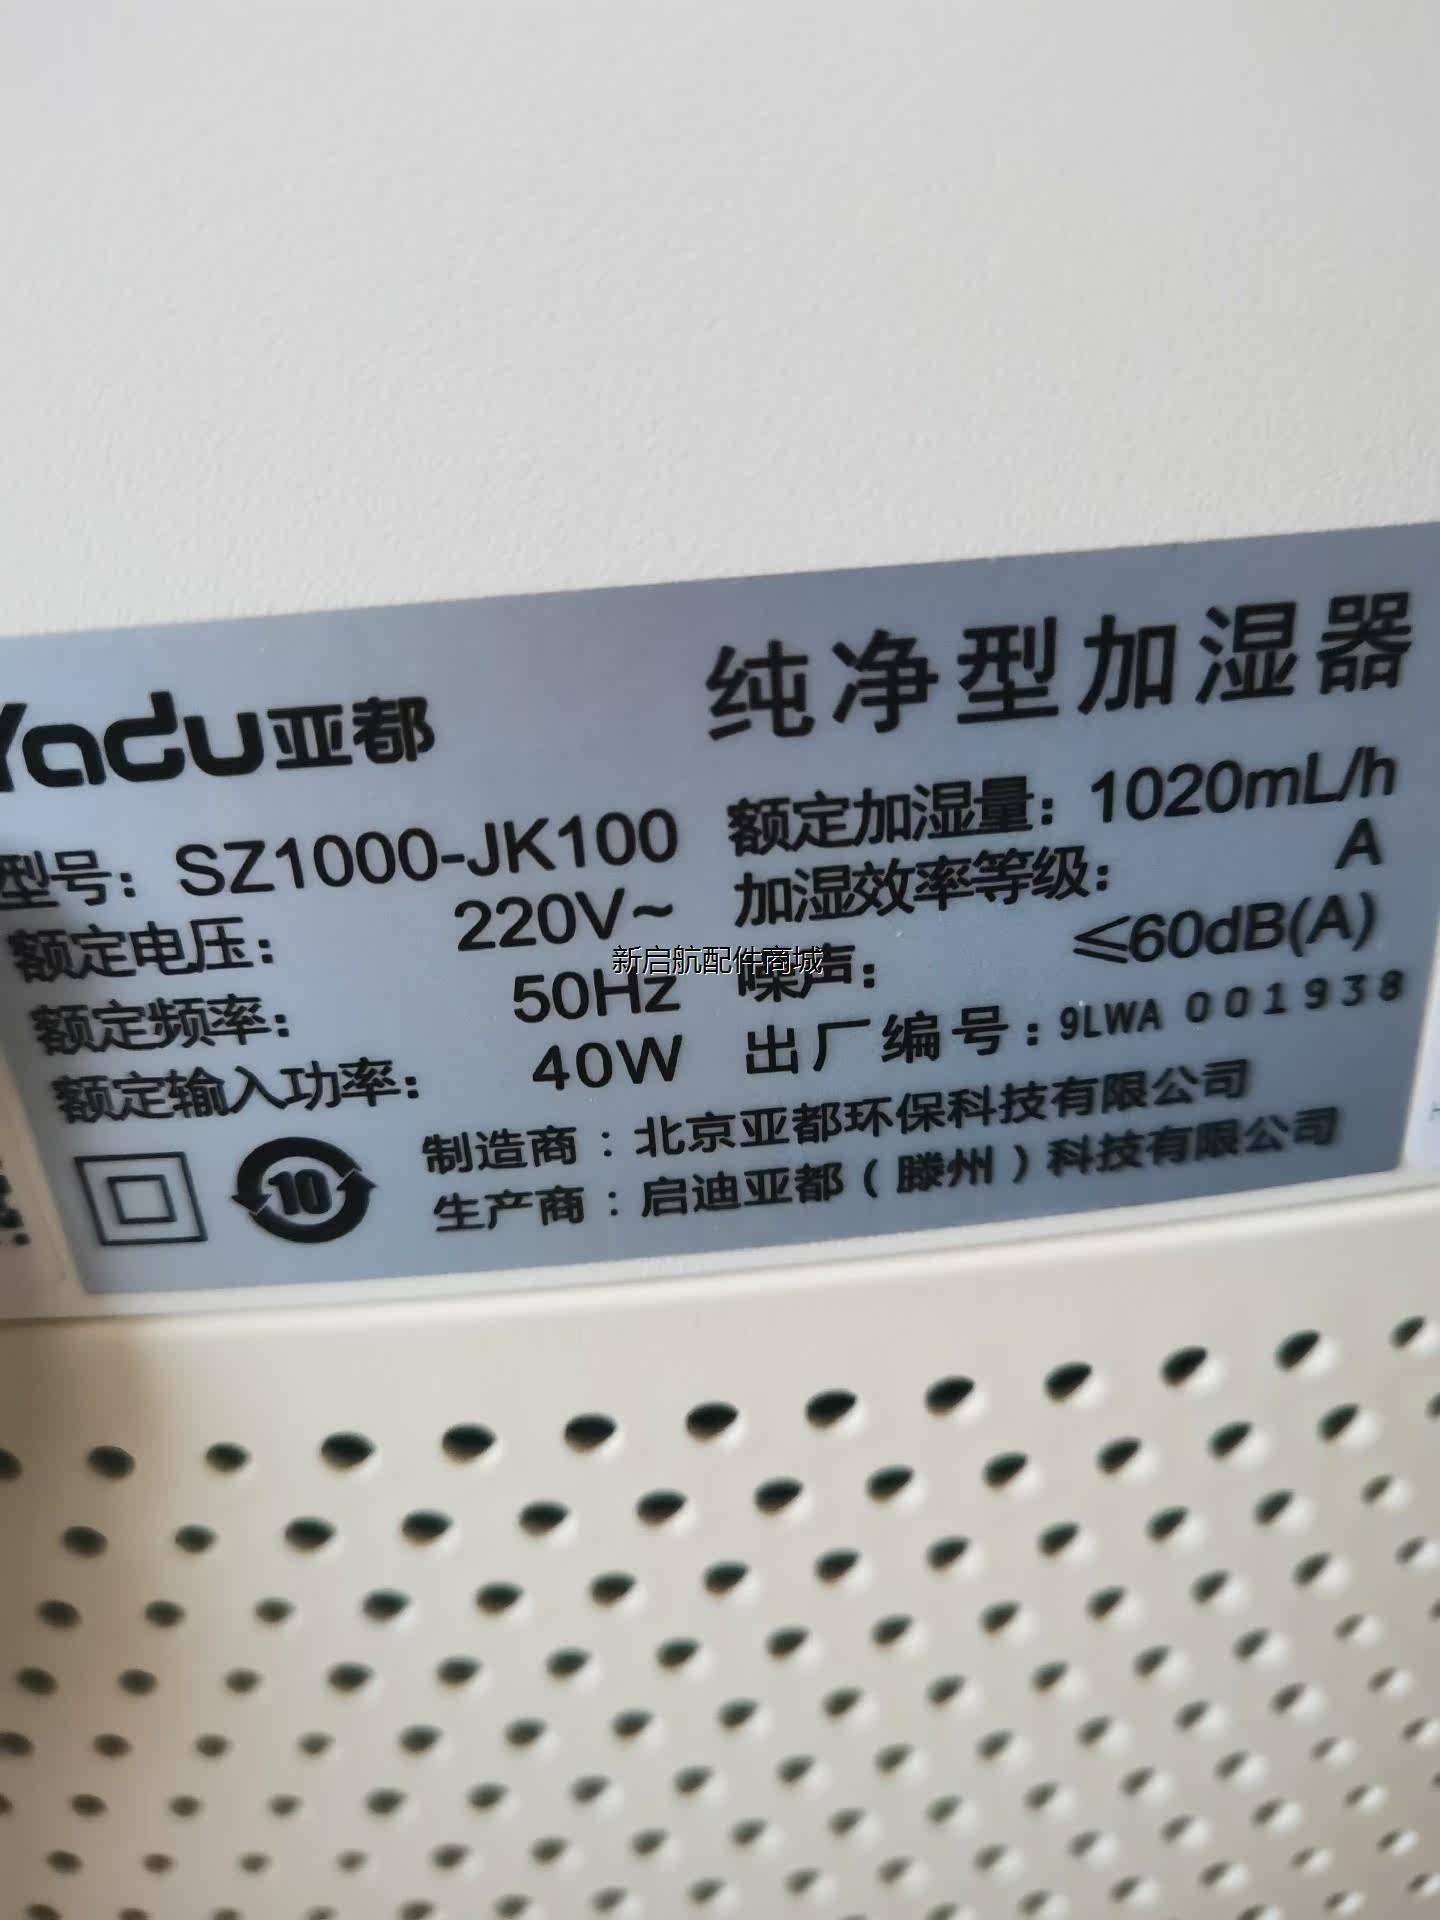 Yadu亚都
纯净型加湿器
型号：SZ1000-JK100
额定电压：220V~
额定频率：50Hz
额定输入功率：40W
额定加湿量：1020mL/h
加湿效率等级：A
噪声：≤60dB(A)
出厂编号：9LWA 001938
10
制造商：北京亚都环保科技有限公司
生产商：启迪亚都（滕州）科技有限公司
新启航配件商城